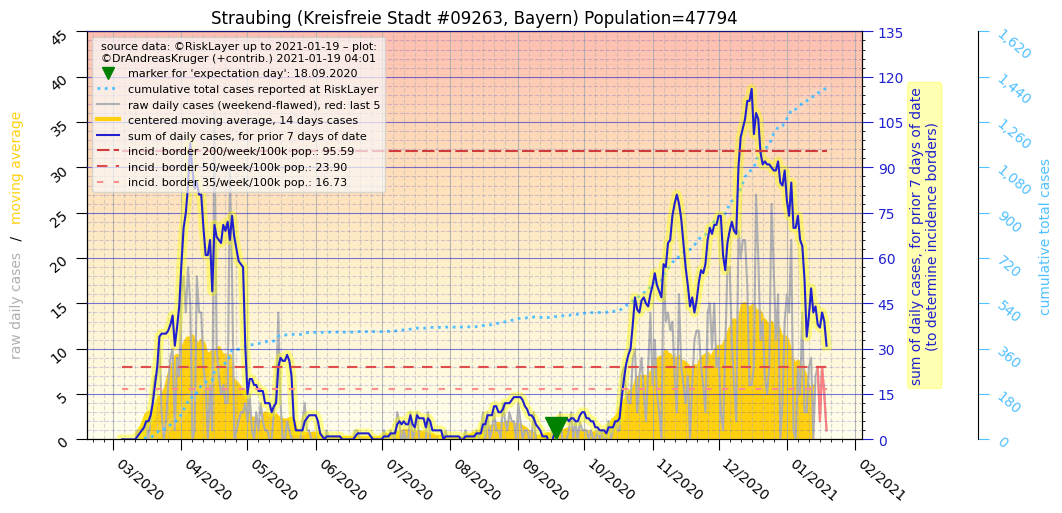 Straubing (Kreisfreie Stadt #09263, Bayern) Population=47794
source data: ©RiskLayer up to 2021-01-19 – plot:
©DrAndreasKruger (+contrib.) 2021-01-19 04:01
marker for 'expectation day': 18.09.2020
cumulative total cases reported at RiskLayer
raw daily cases (weekend-flawed), red: last 5
centered moving average, 14 days cases
sum of daily cases, for prior 7 days of date
incid. border 200/week/100k pop.: 95.59
incid. border 50/week/100k pop.: 23.90
incid. border 35/week/100k pop.: 16.73
raw daily cases / moving average
45
40
35
30
25
20
15
10
5
0
03/2020
04/2020
05/2020
06/2020
07/2020
08/2020
09/2020
10/2020
11/2020
12/2020
01/2021
02/2021
135
120
105
90
75
60
45
30
15
0
sum of daily cases, for prior 7 days of date
(to determine incidence borders)
1,620
1,440
1,260
1,080
900
720
540
360
180
0
cumulative total cases